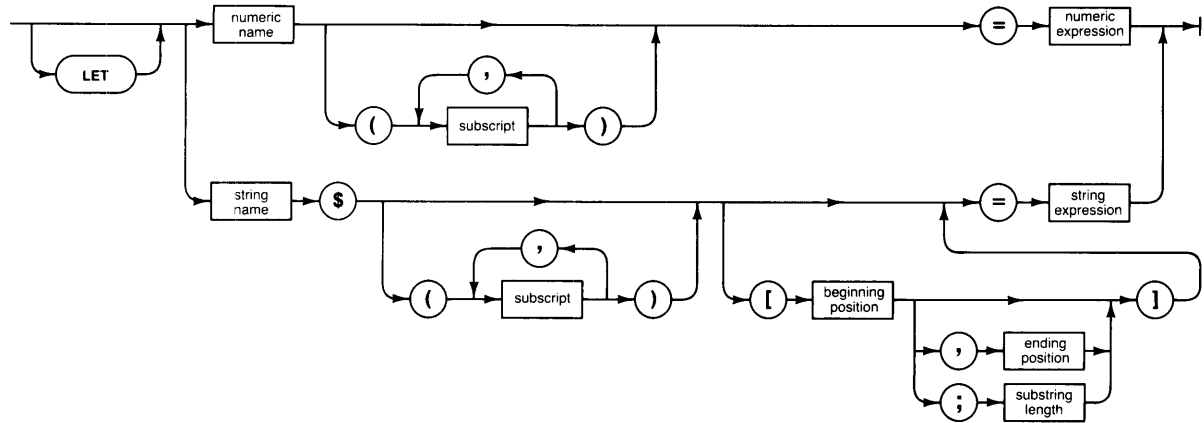 numeric name = numeric expression
LET
,
( subscript )
string name $ = string expression
,
( subscript ) [ beginning position ]
, ending position
; substring length